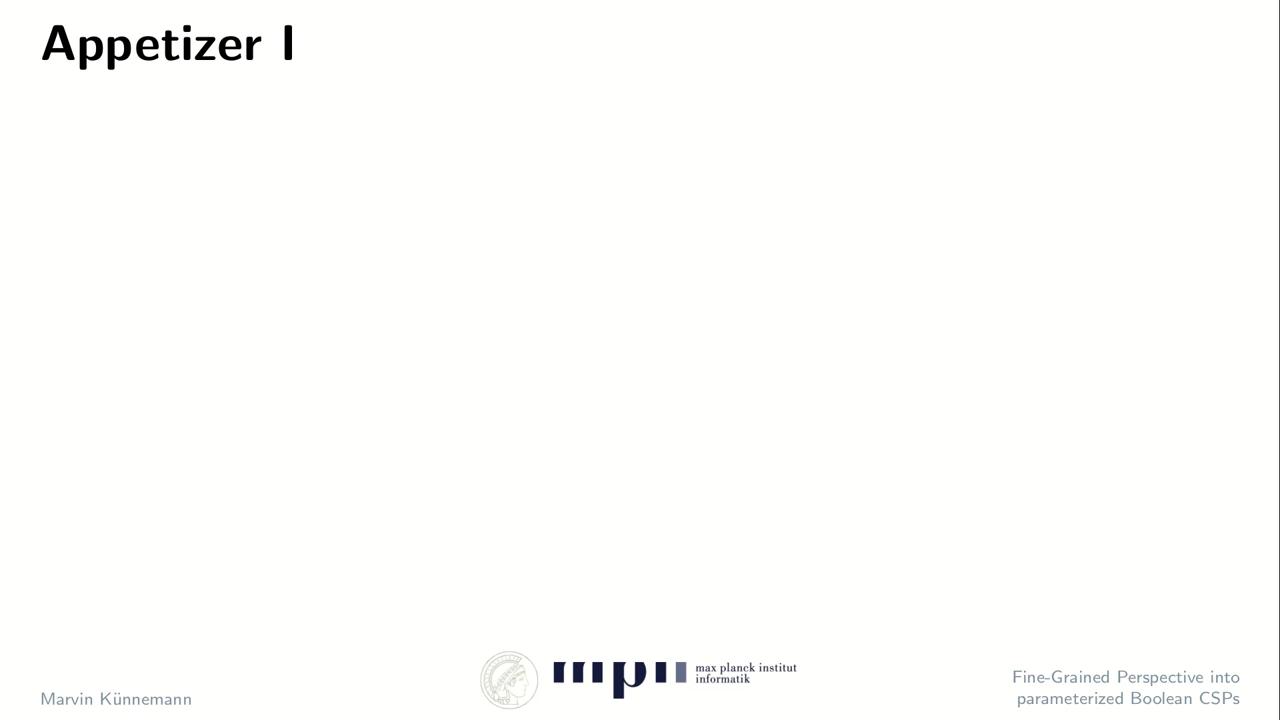 Appetizer I
Marvin Künnemann
max planck institut
informatik
Fine-Grained Perspective into
parameterized Boolean CSPs